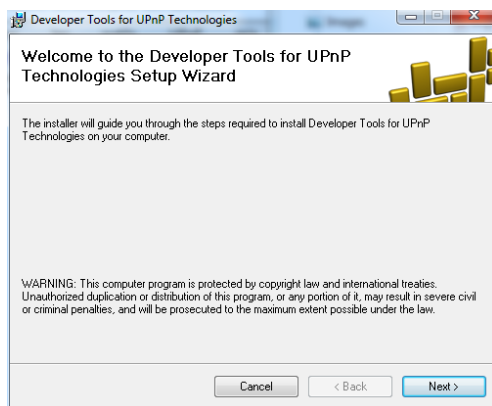 Developer Tools for UPnP Technologies
Welcome to the Developer Tools for UPnP
Technologies Setup Wizard
The installer will guide you through the steps required to install Developer Tools for UPnP
Technologies on your computer.
WARNING: This computer program is protected by copyright law and international treaties.
Unauthorized duplication or distribution of this program, or any portion of it, may result in severe civil
or criminal penalties, and will be prosecuted to the maximum extent possible under the law.
Cancel
< Back
Next >